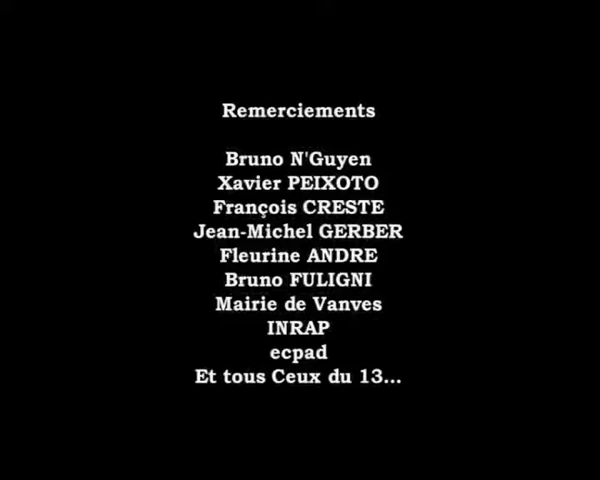 Remerciements
Bruno N'Guyen
Xavier PEIXOTO
François CRESTE
Jean-Michel GERBER
Fleurine ANDRE
Bruno FULIGNI
Mairie de Vanves
INRAP
ecpad
Et tous Ceux du 13...